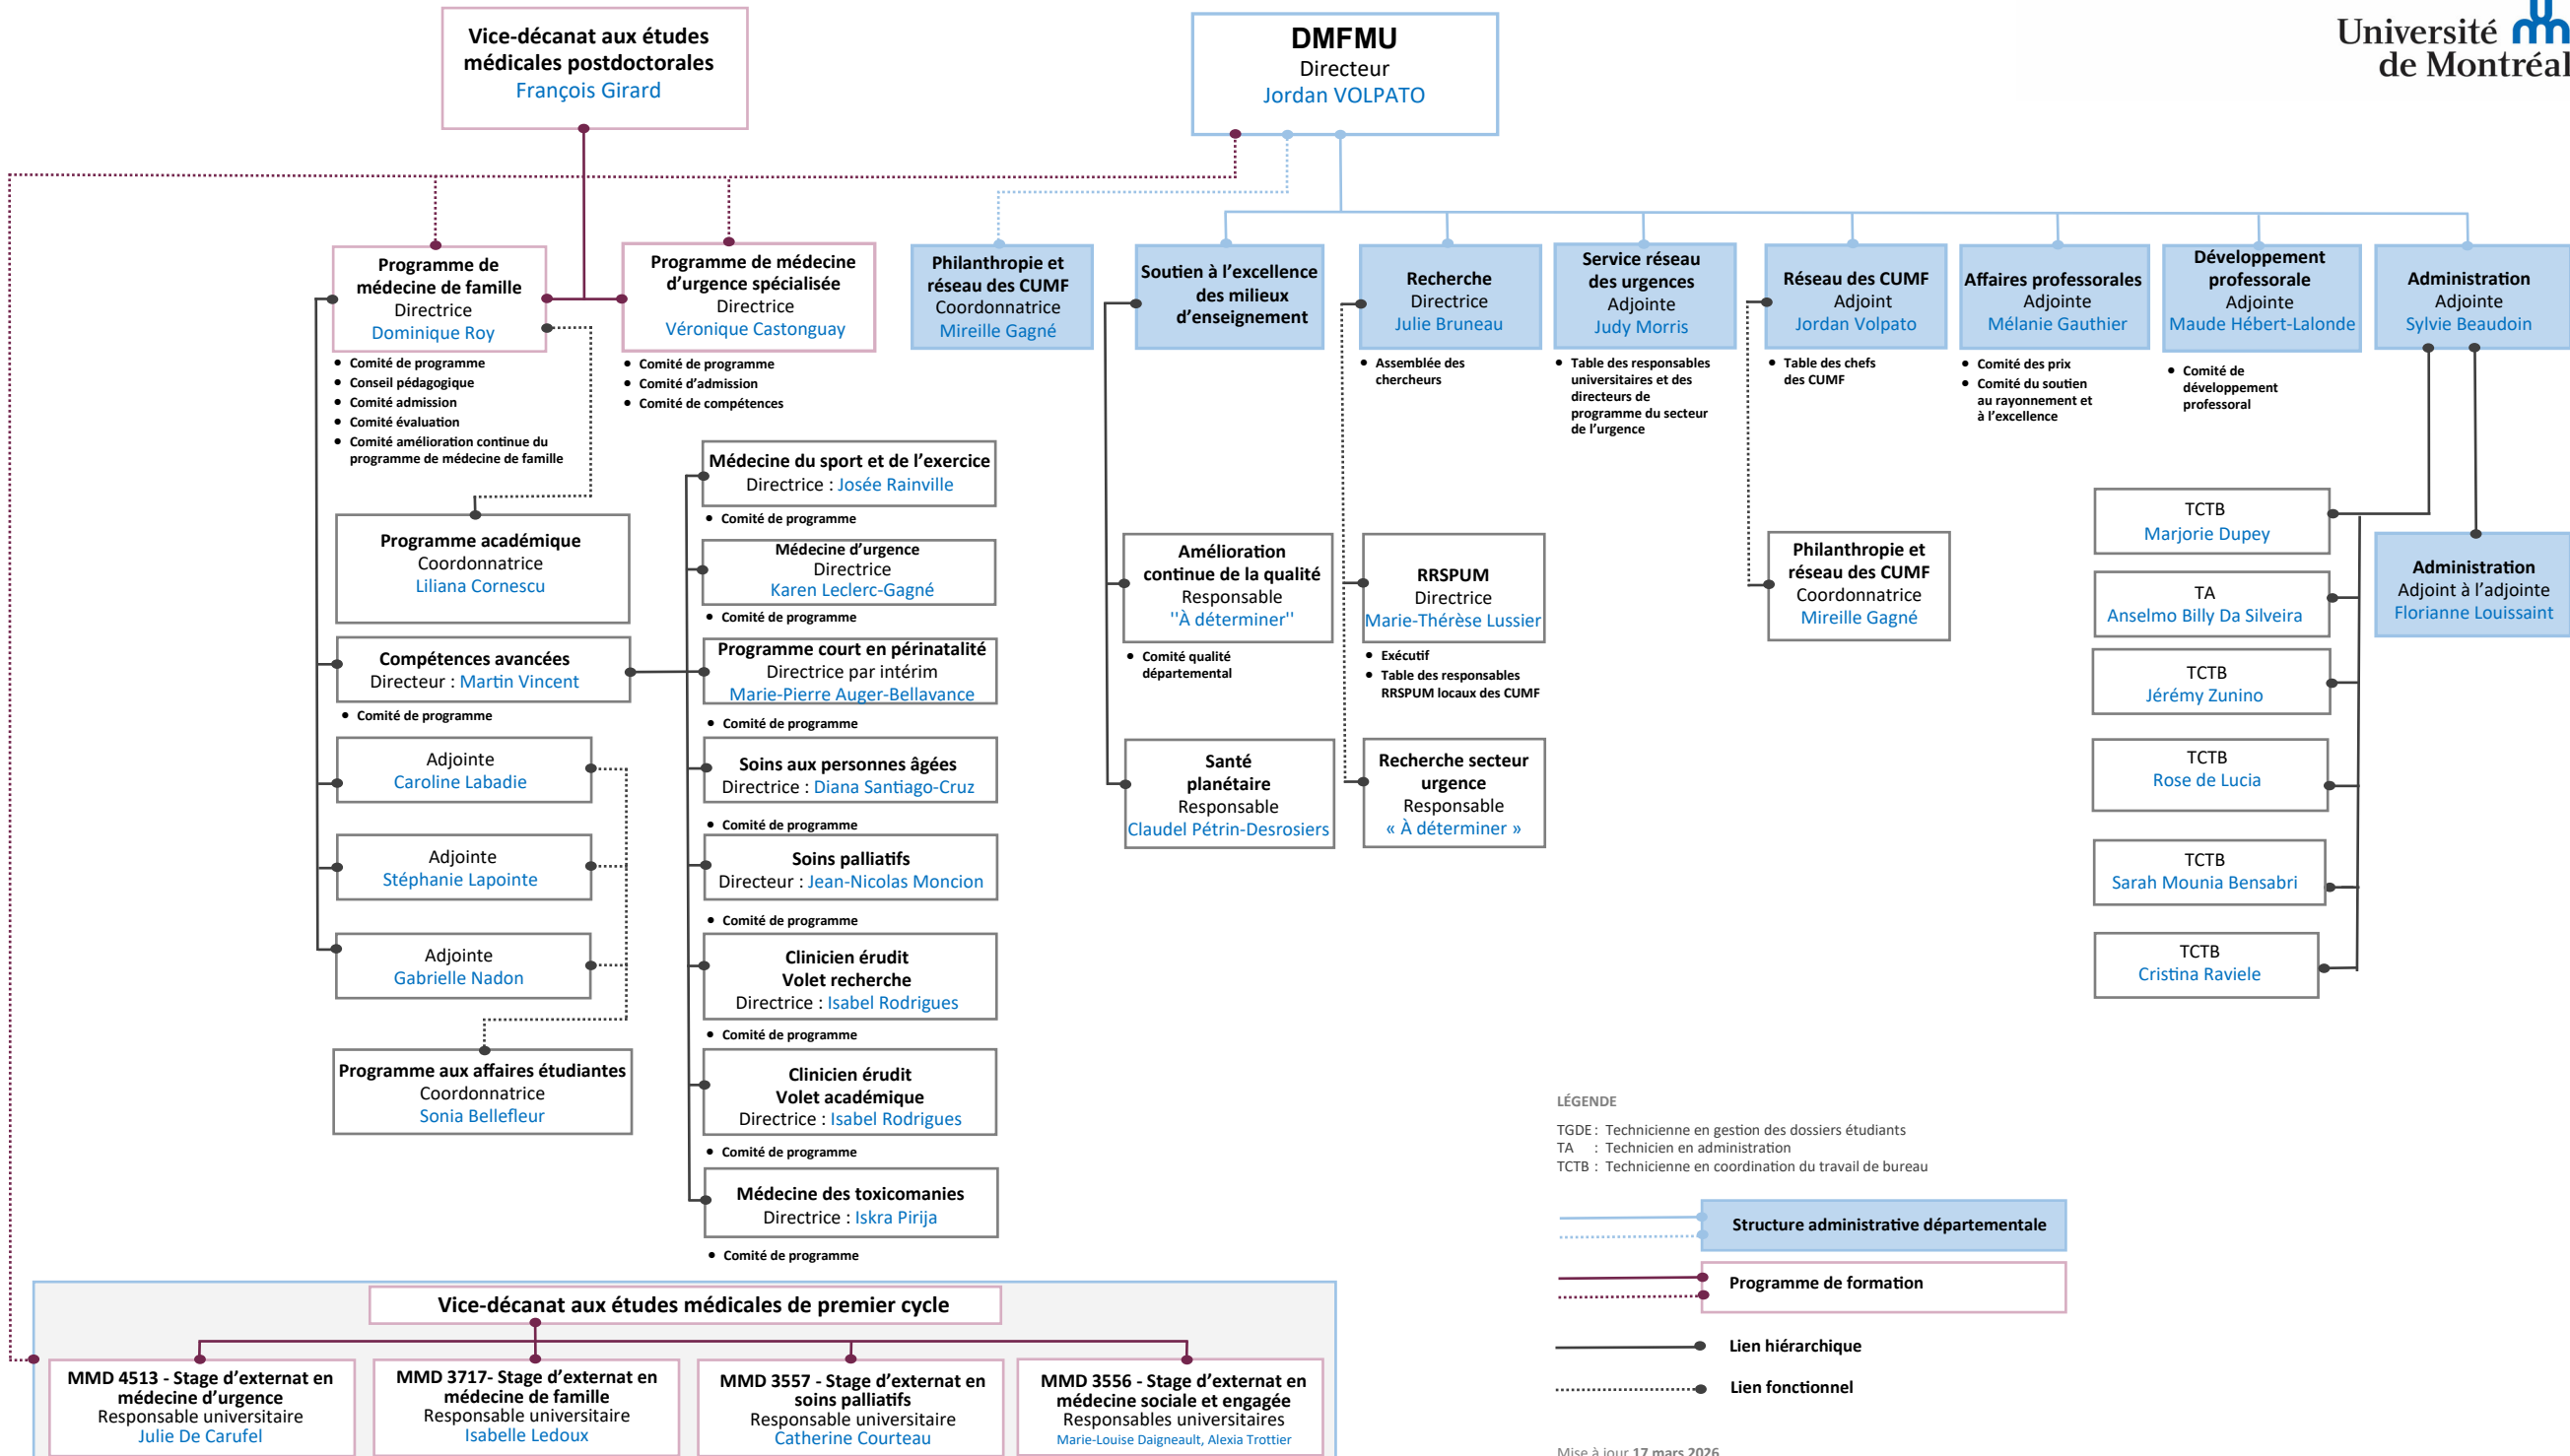 Université
de Montréal
Vice-décanat aux études
médicales postdoctorales
François Girard
DMFMU
Directeur
Jordan VOLPATO
Programme de
médecine de famille
Directrice
Dominique Roy
• Comité de programme
• Conseil pédagogique
• Comité admission
• Comité évaluation
• Comité amélioration continue du
programme de médecine de famille
Programme de médecine
d'urgence spécialisée
Directrice
Véronique Castonguay
• Comité de programme
• Comité d'admission
• Comité de compétences
Philanthropie et
réseau des CUMF
Coordonnatrice
Mireille Gagné
Soutien à l'excellence
des milieux
d'enseignement
Recherche
Directrice
Julie Bruneau
• Assemblée des
chercheurs
Service réseau
des urgences
Adjointe
Judy Morris
• Table des responsables
universitaires et des
directeurs de
programme du secteur
de l'urgence
Réseau des CUMF
Adjoint
Jordan Volpato
• Table des chefs
des CUMF
Affaires professorales
Adjointe
Mélanie Gauthier
• Comité des prix
• Comité du soutien
au rayonnement et
à l'excellence
Développement
professorale
Adjointe
Maude Hébert-Lalonde
• Comité de
développement
professoral
Administration
Adjointe
Sylvie Beaudoin
Programme académique
Coordonnatrice
Liliana Cornescu
Compétences avancées
Directeur : Martin Vincent
• Comité de programme
Adjointe
Caroline Labadie
Adjointe
Stéphanie Lapointe
Adjointe
Gabrielle Nadon
Programme aux affaires étudiantes
Coordonnatrice
Sonia Bellefleur
Médecine du sport et de l'exercice
Directrice : Josée Rainville
• Comité de programme
Médecine d'urgence
Directrice
Karen Leclerc-Gagné
• Comité de programme
Programme court en périnatalité
Directrice par intérim
Marie-Pierre Auger-Bellavance
• Comité de programme
Soins aux personnes âgées
Directrice : Diana Santiago-Cruz
• Comité de programme
Soins palliatifs
Directeur : Jean-Nicolas Moncion
• Comité de programme
Clinicien érudit
Volet recherche
Directrice : Isabel Rodrigues
• Comité de programme
Clinicien érudit
Volet académique
Directrice : Isabel Rodrigues
• Comité de programme
Médecine des toxicomanies
Directrice : Iskra Pirija
• Comité de programme
Amélioration
continue de la qualité
Responsable
''À déterminer''
• Comité qualité
départemental
Santé
planétaire
Responsable
Claudel Pétrin-Desrosiers
RRSPUM
Directrice
Marie-Thérèse Lussier
• Exécutif
• Table des responsables
RRSPUM locaux des CUMF
Recherche secteur
urgence
Responsable
« À déterminer »
Philanthropie et
réseau des CUMF
Coordonnatrice
Mireille Gagné
TCTB
Marjorie Dupey
TA
Anselmo Billy Da Silveira
TCTB
Jérémy Zunino
TCTB
Rose de Lucia
TCTB
Sarah Mounia Bensabri
TCTB
Cristina Raviele
Administration
Adjoint à l'adjointe
Florianne Louissaint
LÉGENDE
TGDE : Technicienne en gestion des dossiers étudiants
TA : Technicien en administration
TCTB : Technicienne en coordination du travail de bureau
Structure administrative départementale
Programme de formation
Lien hiérarchique
Lien fonctionnel
Vice-décanat aux études médicales de premier cycle
MMD 4513 - Stage d'externat en
médecine d'urgence
Responsable universitaire
Julie De Carufel
MMD 3717- Stage d'externat en
médecine de famille
Responsable universitaire
Isabelle Ledoux
MMD 3557 - Stage d'externat en
soins palliatifs
Responsable universitaire
Catherine Courteau
MMD 3556 - Stage d'externat en
médecine sociale et engagée
Responsables universitaires
Marie-Louise Daigneault, Alexia Trottier
Mise à jour 17 mars 2026